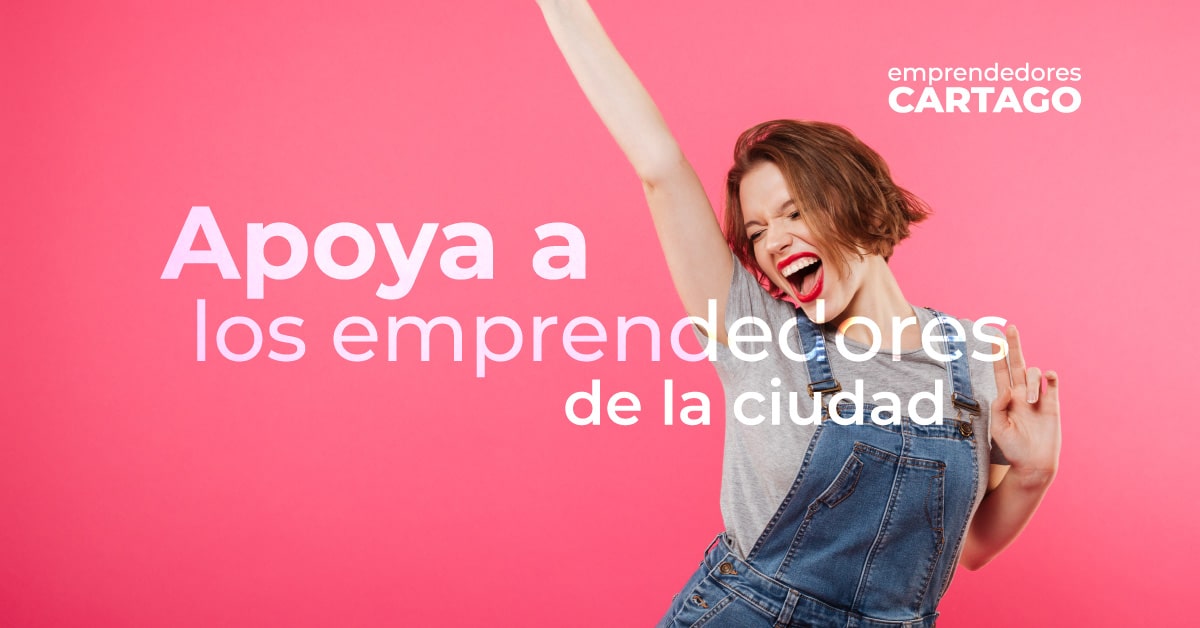 emprendedores
CARTAGO
Apoya a
los emprendedores
de la ciudad